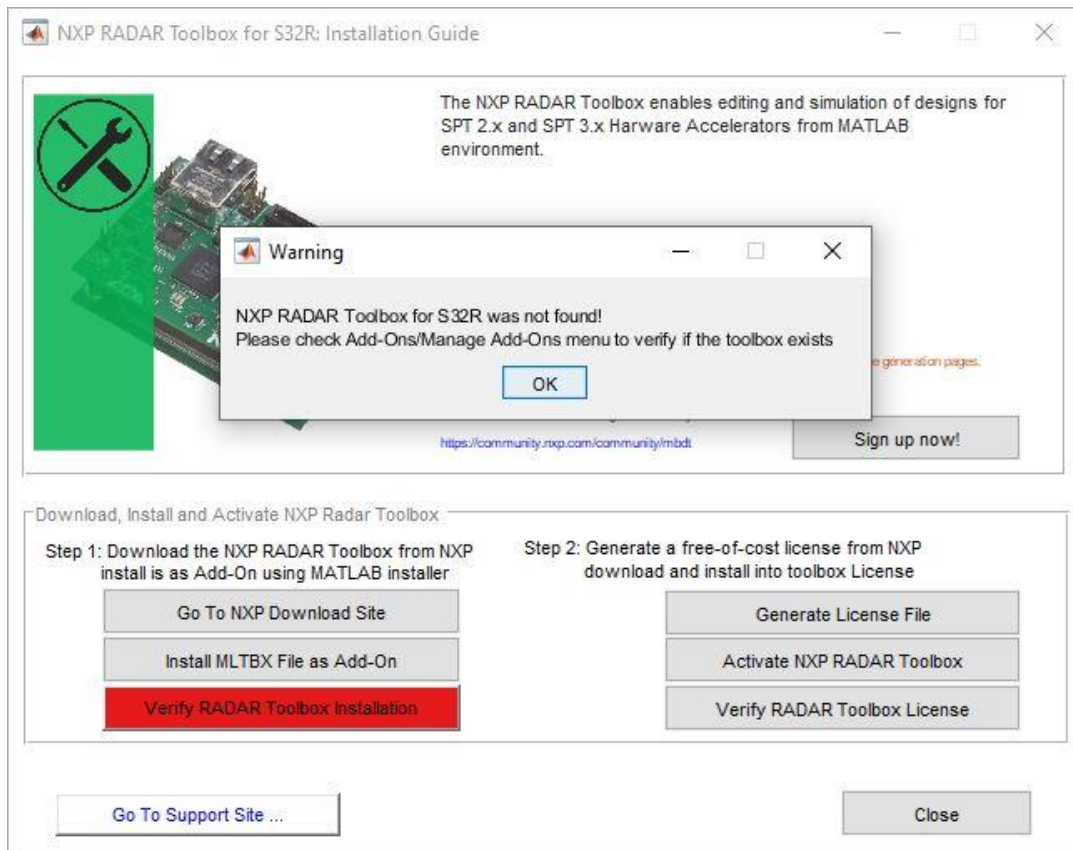 NXP RADAR Toolbox for S32R: Installation Guide
The NXP RADAR Toolbox enables editing and simulation of designs for
SPT 2.x and SPT 3.x Harware Accelerators from MATLAB
environment.
Warning
NXP RADAR Toolbox for S32R was not found!
Please check Add-Ons/Manage Add-Ons menu to verify if the toolbox exists
OK
generation pages.
https://community.nxp.com/community/mbdt
Sign up now!
Download, Install and Activate NXP Radar Toolbox
Step 1: Download the NXP RADAR Toolbox from NXP
install is as Add-On using MATLAB installer
Go To NXP Download Site
Install MLTBX File as Add-On
Verify RADAR Toolbox Installation
Step 2: Generate a free-of-cost license from NXP
download and install into toolbox License
Generate License File
Activate NXP RADAR Toolbox
Verify RADAR Toolbox License
Go To Support Site ...
Close